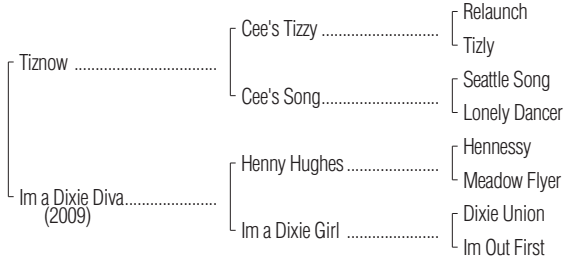 Relaunch
Cee's Tizzy ..............................
Tizly
Tiznow .....................................
Seattle Song
Cee's Song..............................
Lonely Dancer
Hennessy
Henny Hughes ........................
Meadow Flyer
Im a Dixie Diva........................
(2009)
Dixie Union
Im a Dixie Girl ........................
Im Out First